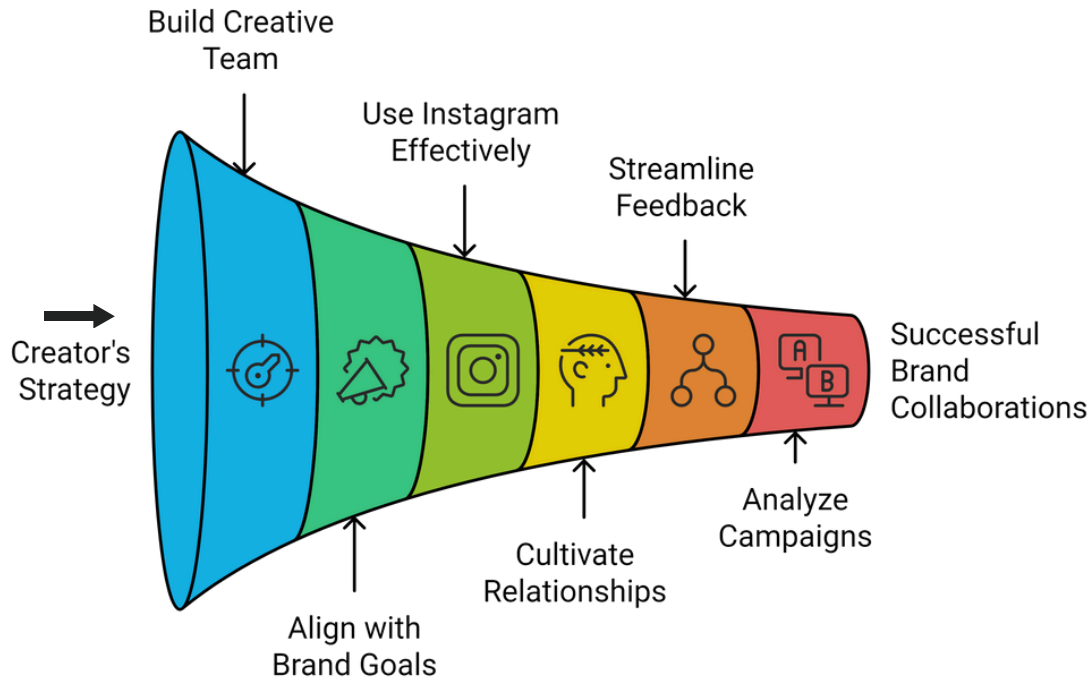 Build Creative
Team
Use Instagram
Effectively
Streamline
Feedback
Creator's
Strategy
A
B
Successful
Brand
Collaborations
Analyze
Campaigns
Cultivate
Relationships
Align with
Brand Goals